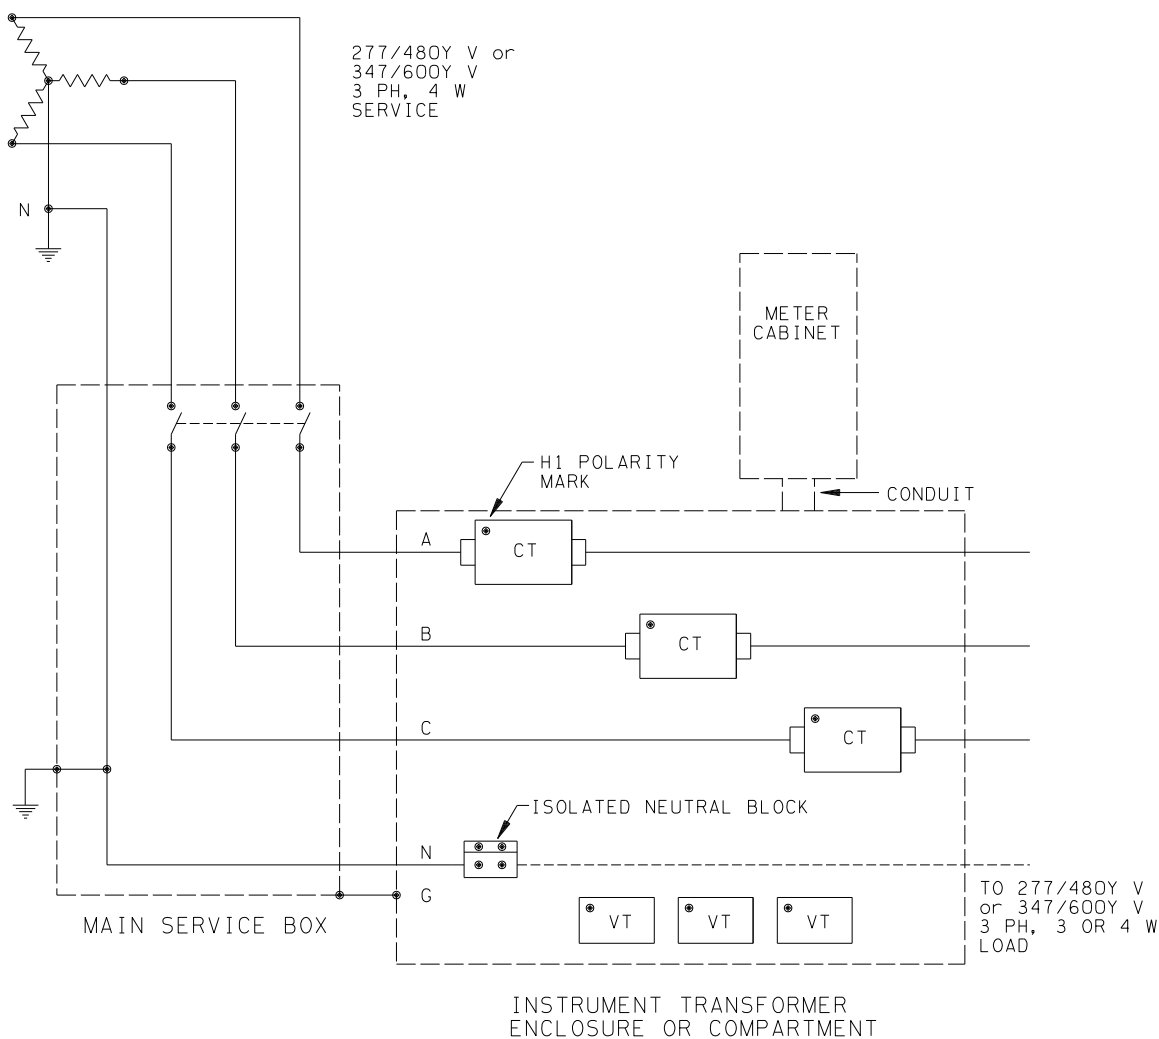 277/480Y V or
347/600Y V
3 PH, 4 W
SERVICE
N
METER
CABINET
H1 POLARITY
MARK
CONDUIT
A
CT
B
CT
C
CT
ISOLATED NEUTRAL BLOCK
N
G
TO 277/480Y V
or 347/600Y V
3 PH, 3 OR 4 W
LOAD
MAIN SERVICE BOX
VT
VT
VT
INSTRUMENT TRANSFORMER
ENCLOSURE OR COMPARTMENT